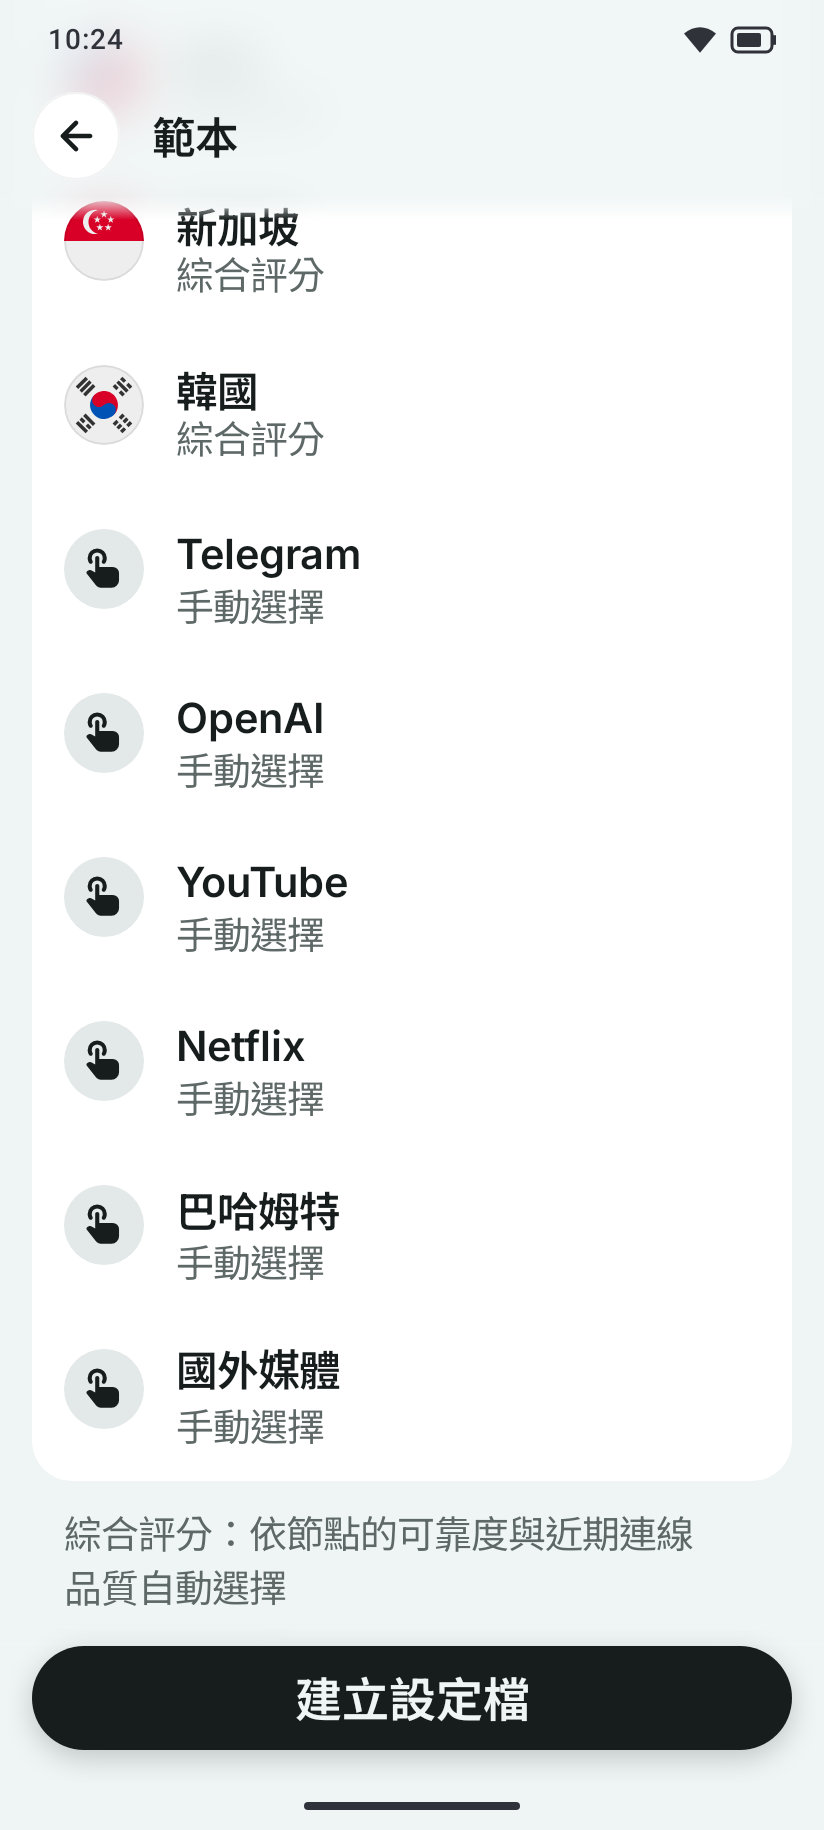 10:24
範本
新加坡
綜合評分
韓國
綜合評分
Telegram
手動選擇
OpenAI
手動選擇
YouTube
手動選擇
Netflix
手動選擇
巴哈姆特
手動選擇
國外媒體
手動選擇
綜合評分：依節點的可靠度與近期連線
品質自動選擇
建立設定檔